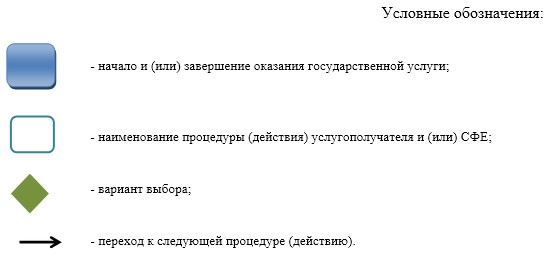 Условные обозначения:
- начало и (или) завершение оказания государственной услуги;
- наименование процедуры (действия) услугополучателя и (или) СФЕ;
- вариант выбора;
- переход к следующей процедуре (действию).